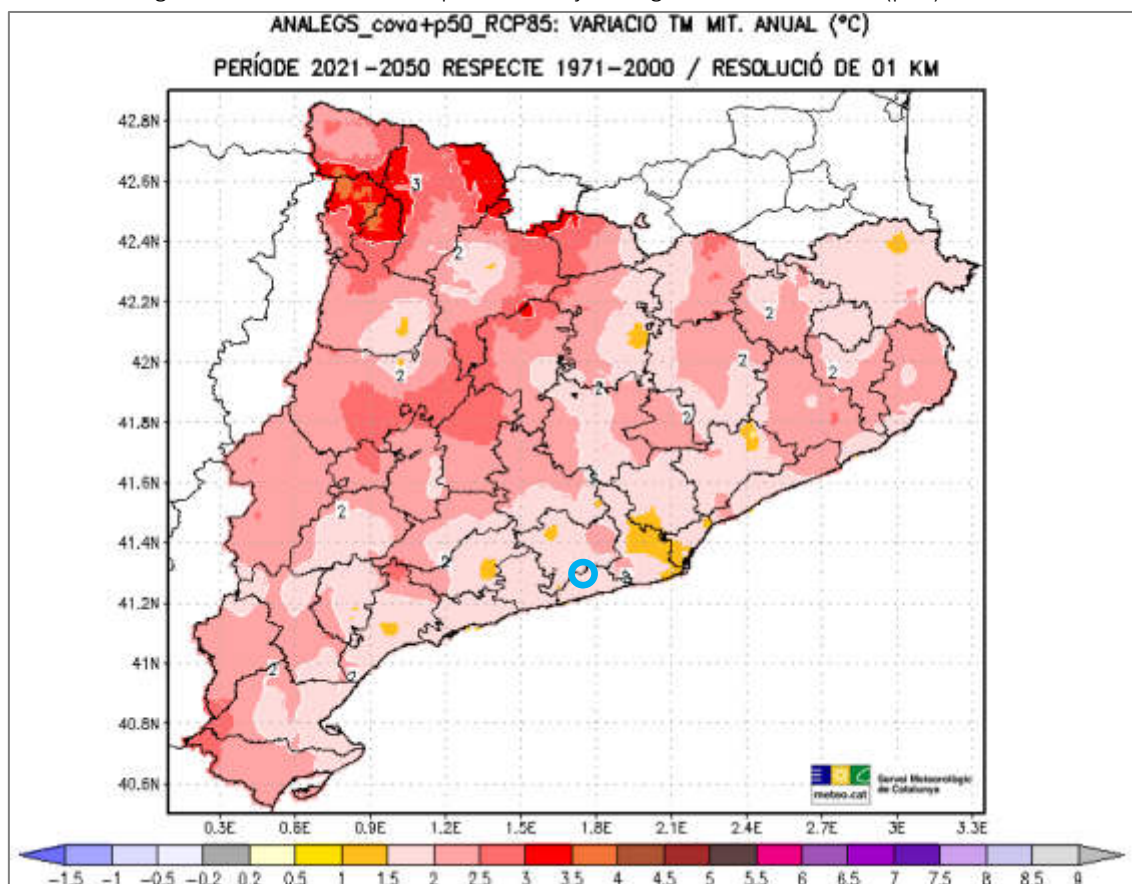 ANALEGS_cova+p50_RCP85: VARIACIO TM MIT. ANUAL (ºC)
PERÍODE 2021-2050 RESPECTE 1971-2000 / RESOLUCIÓ DE 01 KM
42.8N
42.6N
3
42.4N
2
42.2N
2
42N
2
2
2
2
41.8N
2
41.6N
2
41.4N
2
2
41.2N
41N
2
2
40.8N
40.6N
meteo.cat
Servei Meteorològic
de Catalunya
0.3E 0.6E 0.9E 1.2E 1.5E 1.8E 2.1E 2.4E 2.7E 3E 3.3E
-1.5 -1 -0.5 -0.2 0.2 0.5 1 1.5 2 2.5 3 3.5 4 4.5 5 5.5 6 6.5 7 7.5 8 8.5 9